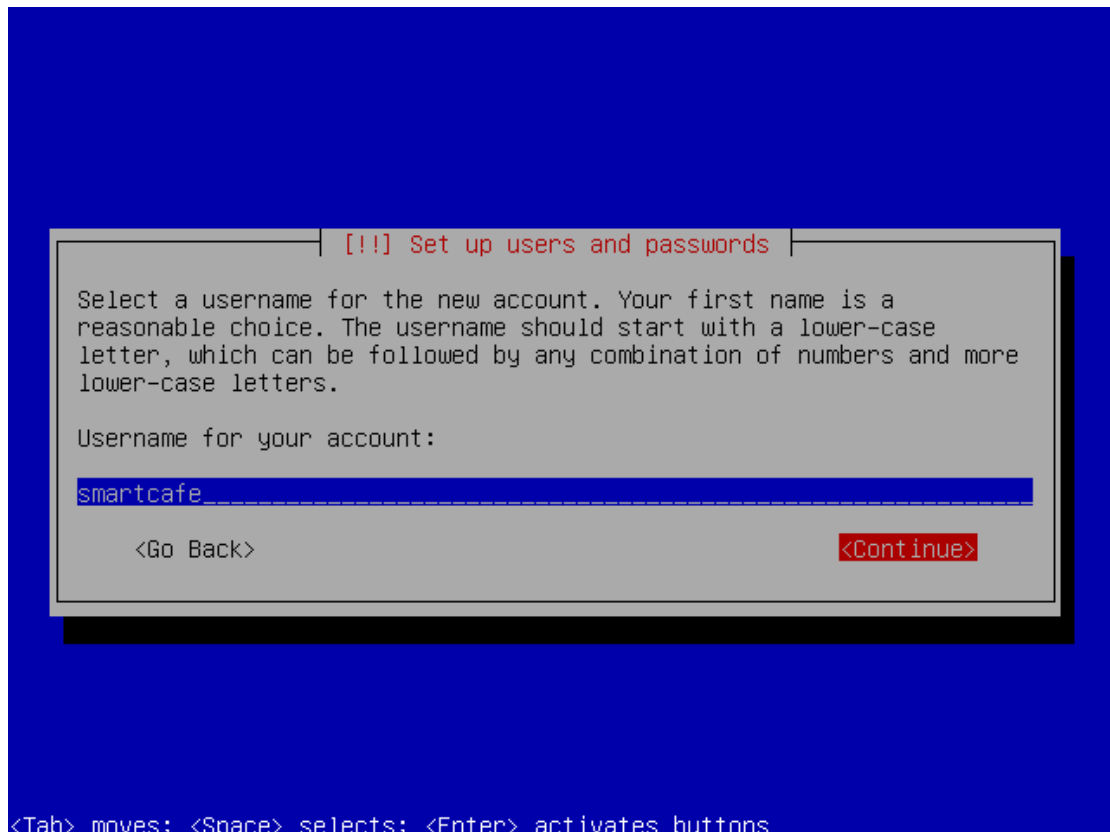 [!!] Set up users and passwords
Select a username for the new account. Your first name is a
reasonable choice. The username should start with a lower-case
letter, which can be followed by any combination of numbers and more
lower-case letters.
Username for your account:
smartcafe____________________________________________________________
<Go Back> <Continue>
<Tab> moves; <Space> selects; <Enter> activates buttons